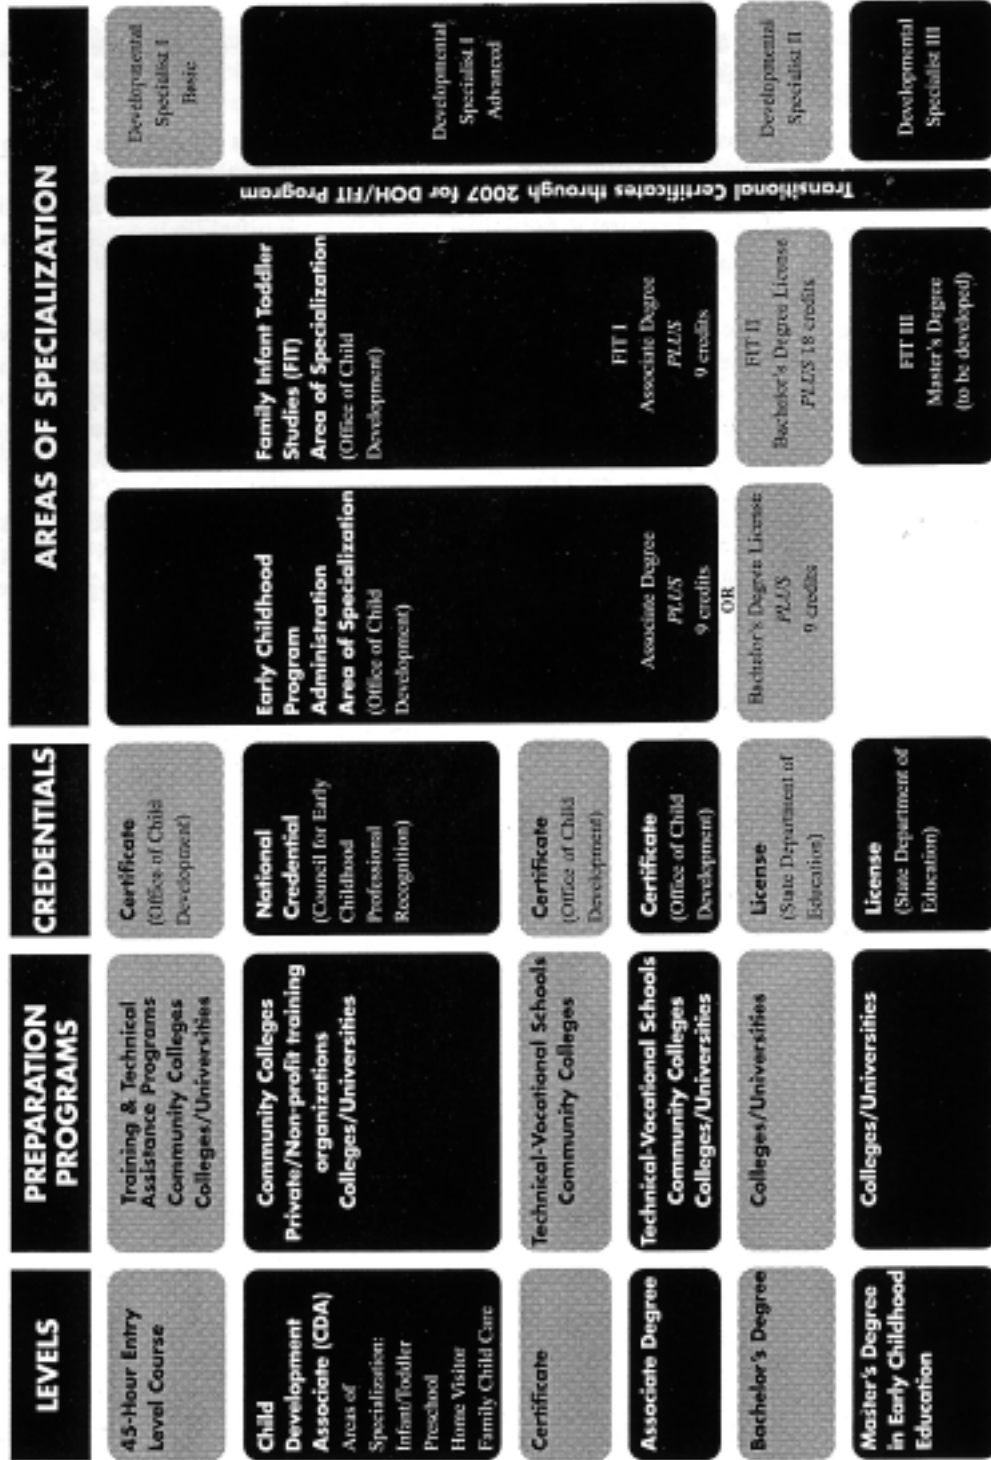 LEVELS
PREPARATION
PROGRAMS
CREDENTIALS
AREAS OF SPECIALIZATION
45-Hour Entry
Level Course
Training & Technical
Assistance Programs
Community Colleges
Colleges/Universities
Certificate
(Office of Child
Development)
Developmental
Specialist I
Basic
Child
Development
Associate (CDA)
Areas of
Specialization:
Infant/Toddler
Preschool
Home Visitor
Family Child Care
Community Colleges
Private/Non-profit training
organizations
Colleges/Universities
National
Credential
(Council for Early
Childhood
Professional
Recognition)
Early Childhood
Program
Administration
Area of Specialization
(Office of Child
Development)
Family Infant Toddler
Studies (FIT)
Area of Specialization
(Office of Child
Development)
Transitional Certificates through 2007 for DOH/FIT Program
Developmental
Specialist I
Advanced
Certificate
Technical-Vocational Schools
Community Colleges
Certificate
(Office of Child
Development)
Associate Degree
Technical-Vocational Schools
Community Colleges
Colleges/Universities
Certificate
(Office of Child
Development)
Associate Degree
PLUS
9 credits
OR
FIT I
Associate Degree
PLUS
9 credits
Bachelor's Degree
Colleges/Universities
License
(State Department of
Education)
Bachelor's Degree License
PLUS
9 credits
FIT II
Bachelor's Degree License
PLUS 18 credits
Developmental
Specialist II
Master's Degree
in Early Childhood
Education
Colleges/Universities
License
(State Department of
Education)
FIT III
Master's Degree
(to be developed)
Developmental
Specialist III